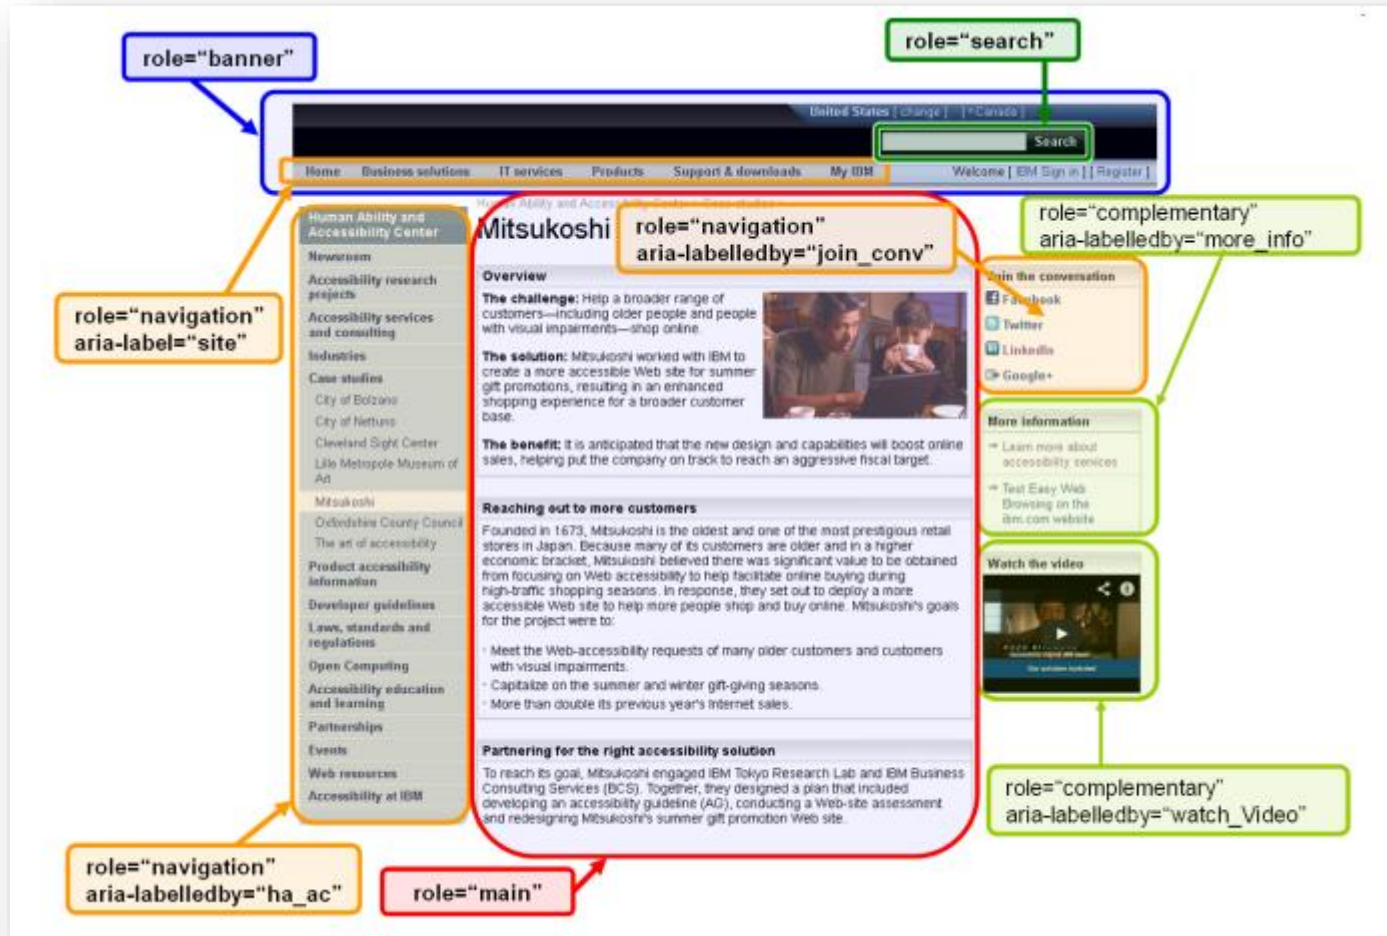 role="banner"
role="search"
United States [ change ] | Canada ]
Search
Home Business solutions IT services Products Support & downloads My IBM Welcome [ IBM Sign in ] [ Register ]
role="navigation"
aria-label="site"
Human Ability and
Accessibility Center
Newsroom
Accessibility research
projects
Accessibility services
and consulting
Industries
Case studies
City of Bolzano
City of Nettuno
Cleveland Sight Center
Lille Metropole Museum of
Art
Mitsukoshi
Oxfordshire County Council
The art of accessibility
Product accessibility
information
Developer guidelines
Laws, standards and
regulations
Open Computing
Accessibility education
and learning
Partnerships
Events
Web resources
Accessibility at IBM
role="navigation"
aria-labelledby="ha_ac"
Human Ability and
Mitsukoshi
role="navigation"
aria-labelledby="join_conv"
Overview
The challenge: Help a broader range of
customers—including older people and people
with visual impairments—shop online.
The solution: Mitsukoshi worked with IBM to
create a more accessible Web site for summer
gift promotions, resulting in an enhanced
shopping experience for a broader customer
base.
The benefit: It is anticipated that the new design and capabilities will boost online
sales, helping put the company on track to reach an aggressive fiscal target.
Reaching out to more customers
Founded in 1673, Mitsukoshi is the oldest and one of the most prestigious retail
stores in Japan. Because many of its customers are older and in a higher
economic bracket, Mitsukoshi believed there was significant value to be obtained
from focusing on Web accessibility to help facilitate online buying during
high-traffic shopping seasons. In response, they set out to deploy a more
accessible Web site to help more people shop and buy online. Mitsukoshi's goals
for the project were to:
· Meet the Web-accessibility requests of many older customers and customers
with visual impairments.
· Capitalize on the summer and winter gift-giving seasons.
· More than double its previous year's Internet sales.
Partnering for the right accessibility solution
To reach its goal, Mitsukoshi engaged IBM Tokyo Research Lab and IBM Business
Consulting Services (BCS). Together, they designed a plan that included
developing an accessibility guideline (AG), conducting a Web-site assessment
and redesigning Mitsukoshi's summer gift promotion Web site.
role="main"
role="complementary"
aria-labelledby="more_info"
Join the conversation
Facebook
Twitter
LinkedIn
Google+
More information
Learn more about
accessibility services
Test Easy Web
Browsing on the
ibm.com website
Watch the video
role="complementary"
aria-labelledby="watch_Video"